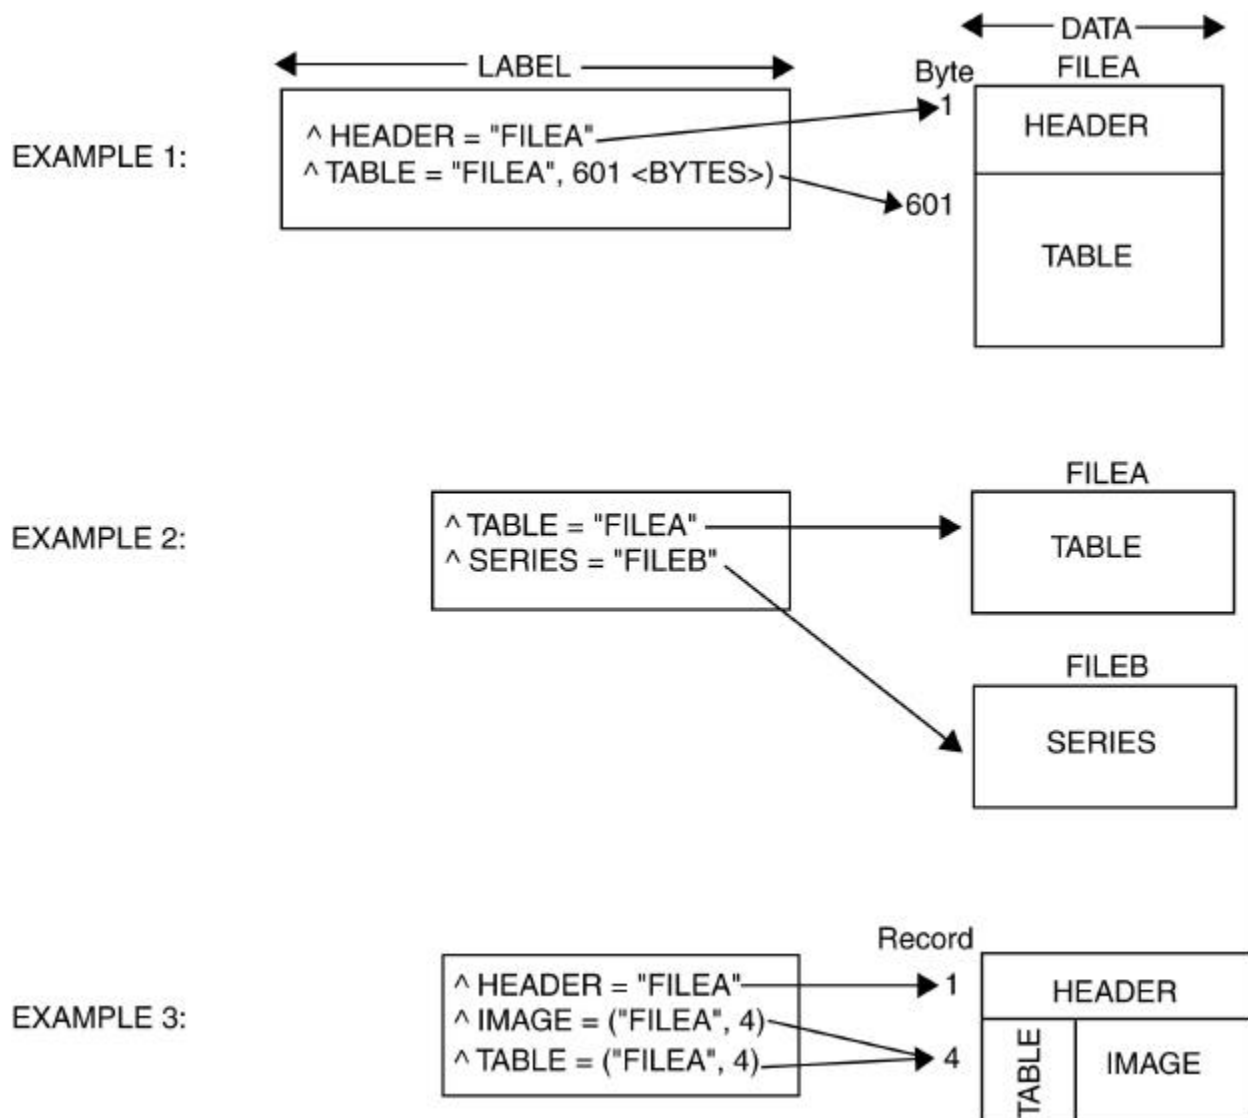 DATA
LABEL
Byte
FILEA
EXAMPLE 1:
^ HEADER = "FILEA"
^ TABLE = "FILEA", 601 <BYTES>)
1
601
HEADER
TABLE
EXAMPLE 2:
^ TABLE = "FILEA"
^ SERIES = "FILEB"
FILEA
TABLE
FILEB
SERIES
EXAMPLE 3:
^ HEADER = "FILEA"
^ IMAGE = ("FILEA", 4)
^ TABLE = ("FILEA", 4)
Record
1
4
HEADER
TABLE
IMAGE